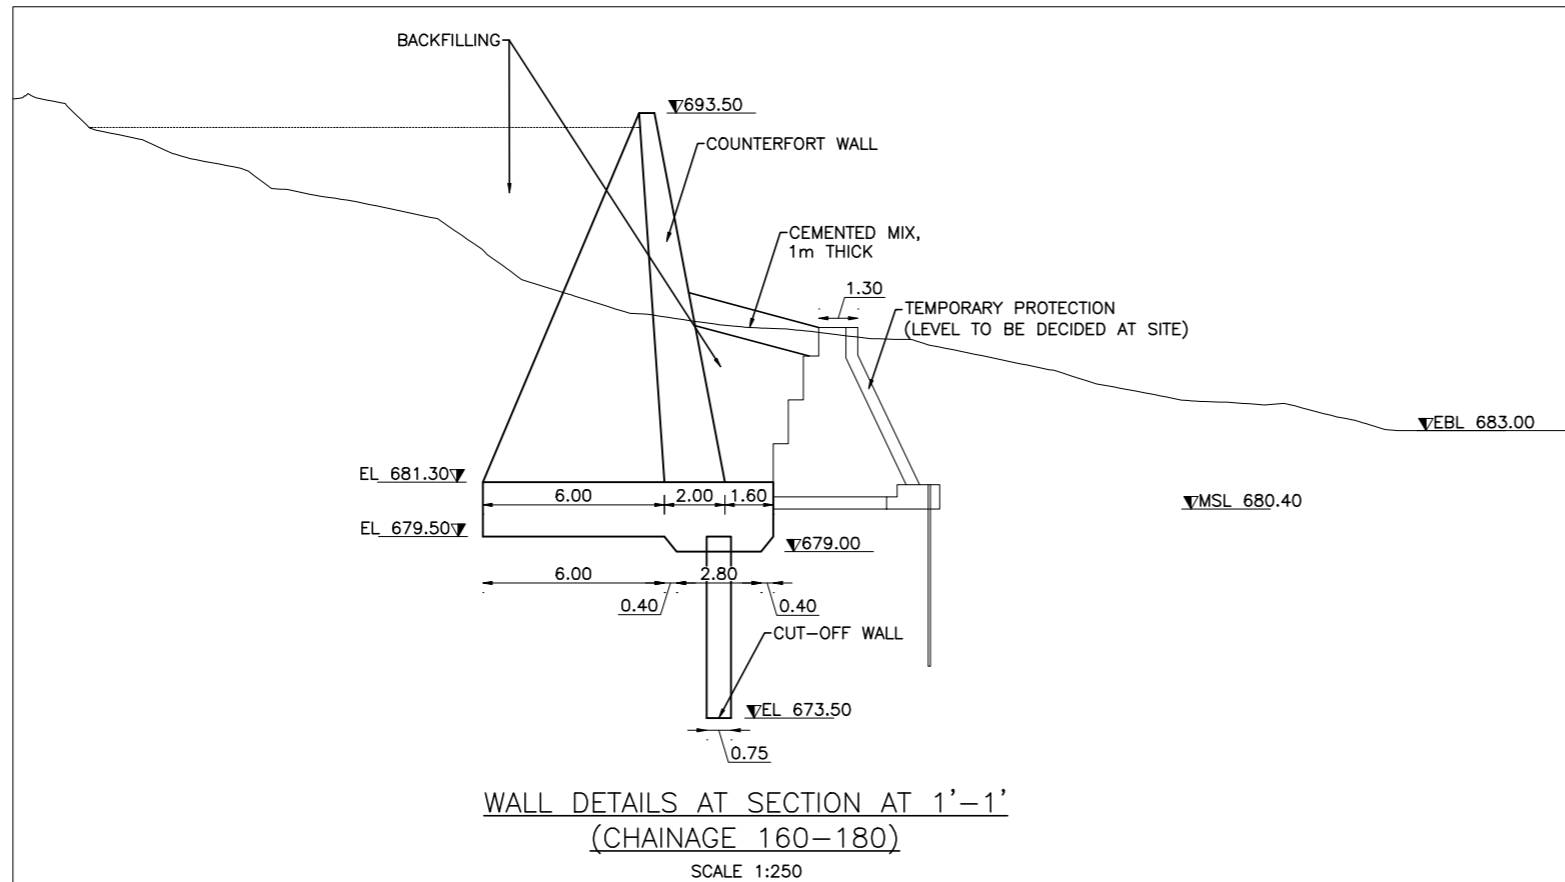 BACKFILLING
693.50
COUNTERFORT WALL
CEMENTED MIX,
1m THICK
1.30
TEMPORARY PROTECTION
(LEVEL TO BE DECIDED AT SITE)
EBL 683.00
EL 681.30
6.00
2.00
1.60
MSL 680.40
EL 679.50
679.00
6.00
2.80
0.40
0.40
CUT-OFF WALL
EL 673.50
0.75
WALL DETAILS AT SECTION AT 1'-1'
(CHAINAGE 160-180)
SCALE 1:250